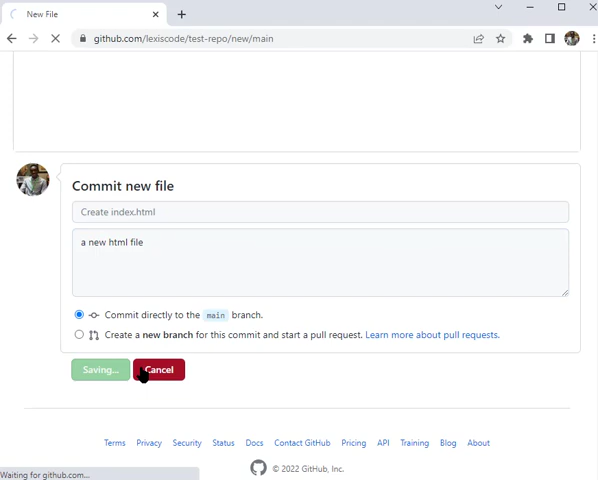 New File
github.com/lexiscode/test-repo/new/main
Commit new file
Create index.html
a new html file
Commit directly to the main branch.
Create a new branch for this commit and start a pull request. Learn more about pull requests.
Saving... Cancel
Terms Privacy Security Status Docs Contact GitHub Pricing API Training Blog About
© 2022 GitHub, Inc.
Waiting for github.com...